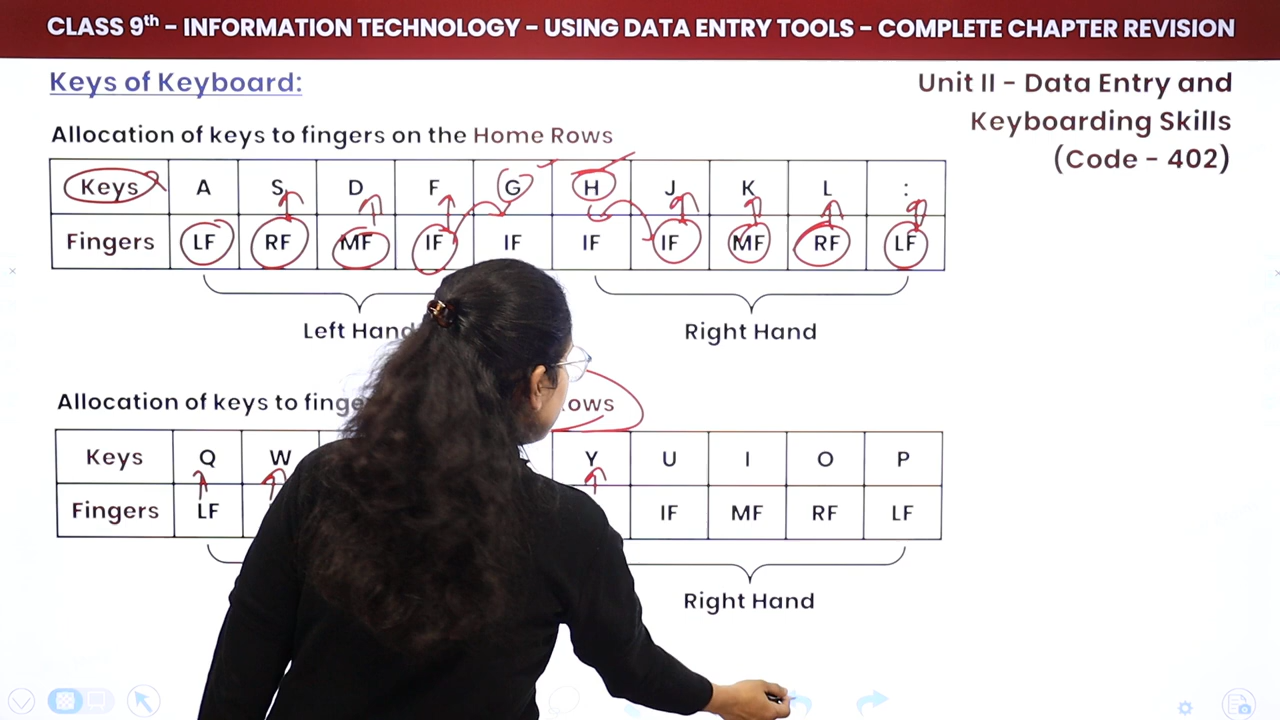 CLASS 9th – INFORMATION TECHNOLOGY – USING DATA ENTRY TOOLS – COMPLETE CHAPTER REVISION
Keys of Keyboard:
Unit II – Data Entry and
Keyboarding Skills
(Code – 402)
Allocation of keys to fingers on the Home Rows
Keys A S D F G H J K L :
Fingers LF RF MF IF IF IF IF MF RF LF
Left Hand Right Hand
Allocation of keys to
Keys Q W Y U I O P
Fingers LF IF MF RF LF
Right Hand